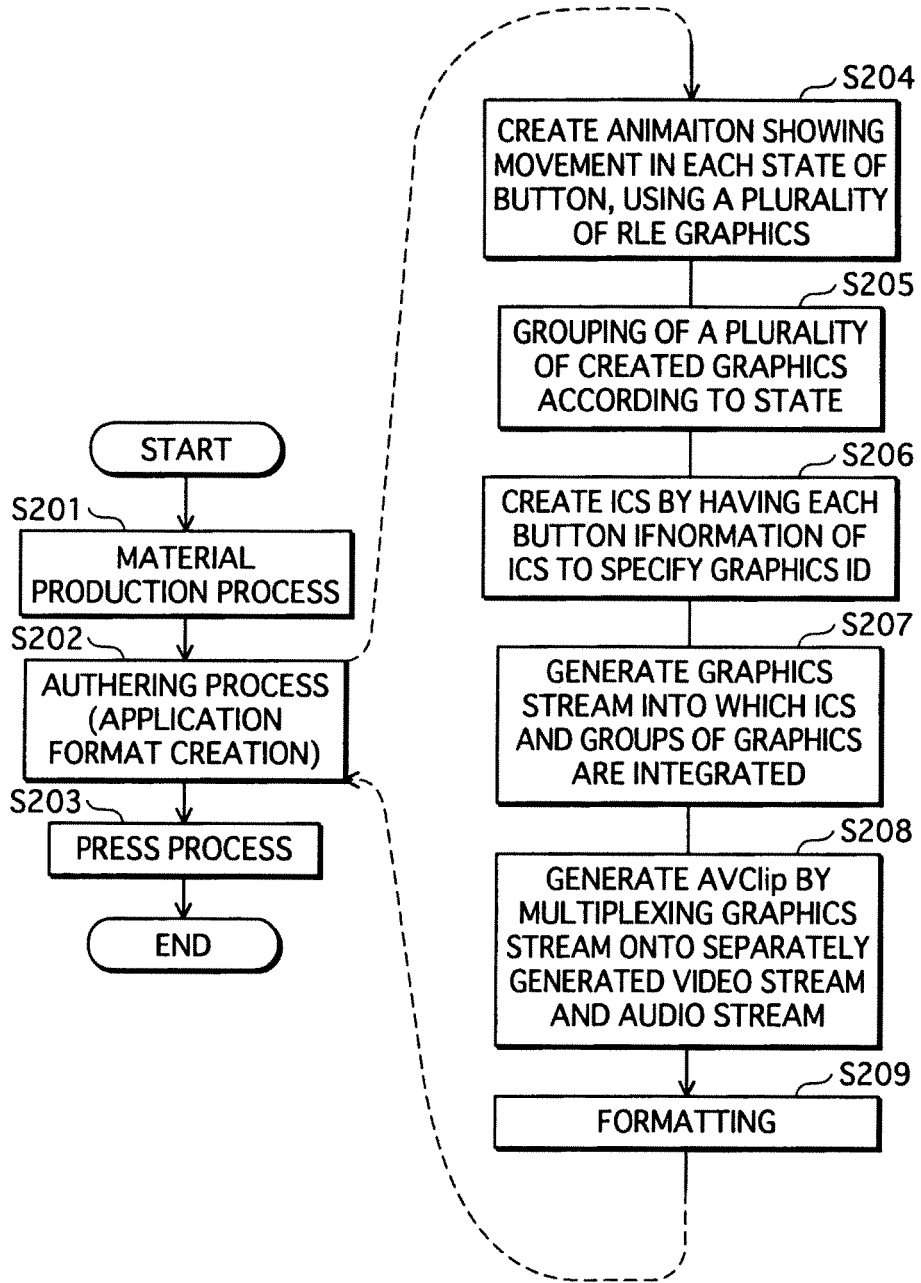 START
S201
MATERIAL
PRODUCTION PROCESS
S202
AUTHERING PROCESS
(APPLICATION
FORMAT CREATION)
S203
PRESS PROCESS
END
S204
CREATE ANIMAITON SHOWING
MOVEMENT IN EACH STATE OF
BUTTON, USING A PLURALITY
OF RLE GRAPHICS
S205
GROUPING OF A PLURALITY
OF CREATED GRAPHICS
ACCORDING TO STATE
S206
CREATE ICS BY HAVING EACH
BUTTON IFNORMATION OF
ICS TO SPECIFY GRAPHICS ID
S207
GENERATE GRAPHICS
STREAM INTO WHICH ICS
AND GROUPS OF GRAPHICS
ARE INTEGRATED
S208
GENERATE AVClip BY
MULTIPLEXING GRAPHICS
STREAM ONTO SEPARATELY
GENERATED VIDEO STREAM
AND AUDIO STREAM
S209
FORMATTING